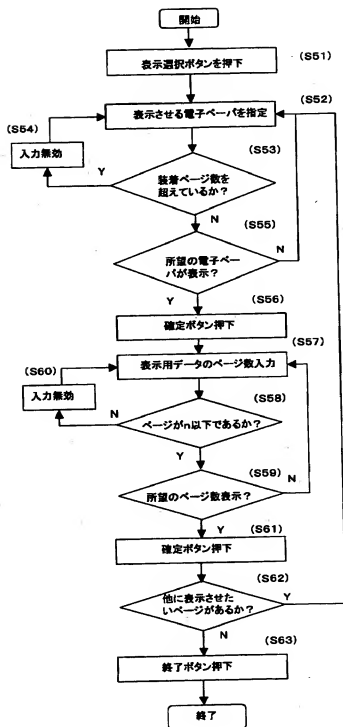 開始
表示選択ボタンを押下
(S51)
(S52)
表示させる電子ペーパを指定
(S54)
入力無効
(S53)
Y
装着ページ数を
超えているか?
N
(S55)
所望の電子ペー
パが表示?
N
Y
(S56)
確定ボタン押下
(S57)
表示用データのページ数入力
(S60)
入力無効
(S58)
N
ページがn以下であるか?
Y
(S59)
所望のページ数表示?
N
Y
(S61)
確定ボタン押下
(S62)
他に表示させた
いページがあるか?
Y
N
(S63)
終了ボタン押下
終了